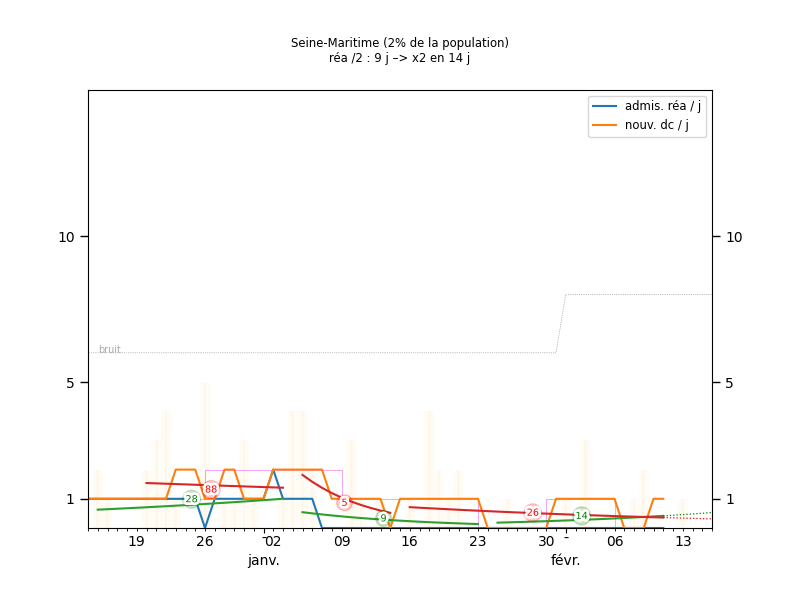 Seine-Maritime (2% de la population)
réa /2 : 9 j –> x2 en 14 j
admis. réa / j
nouv. dc / j
10 10
bruit
5 5
28 88 5 9 26 14
1 1
19 26 02 09 16 23 30 06 13
janv. févr.